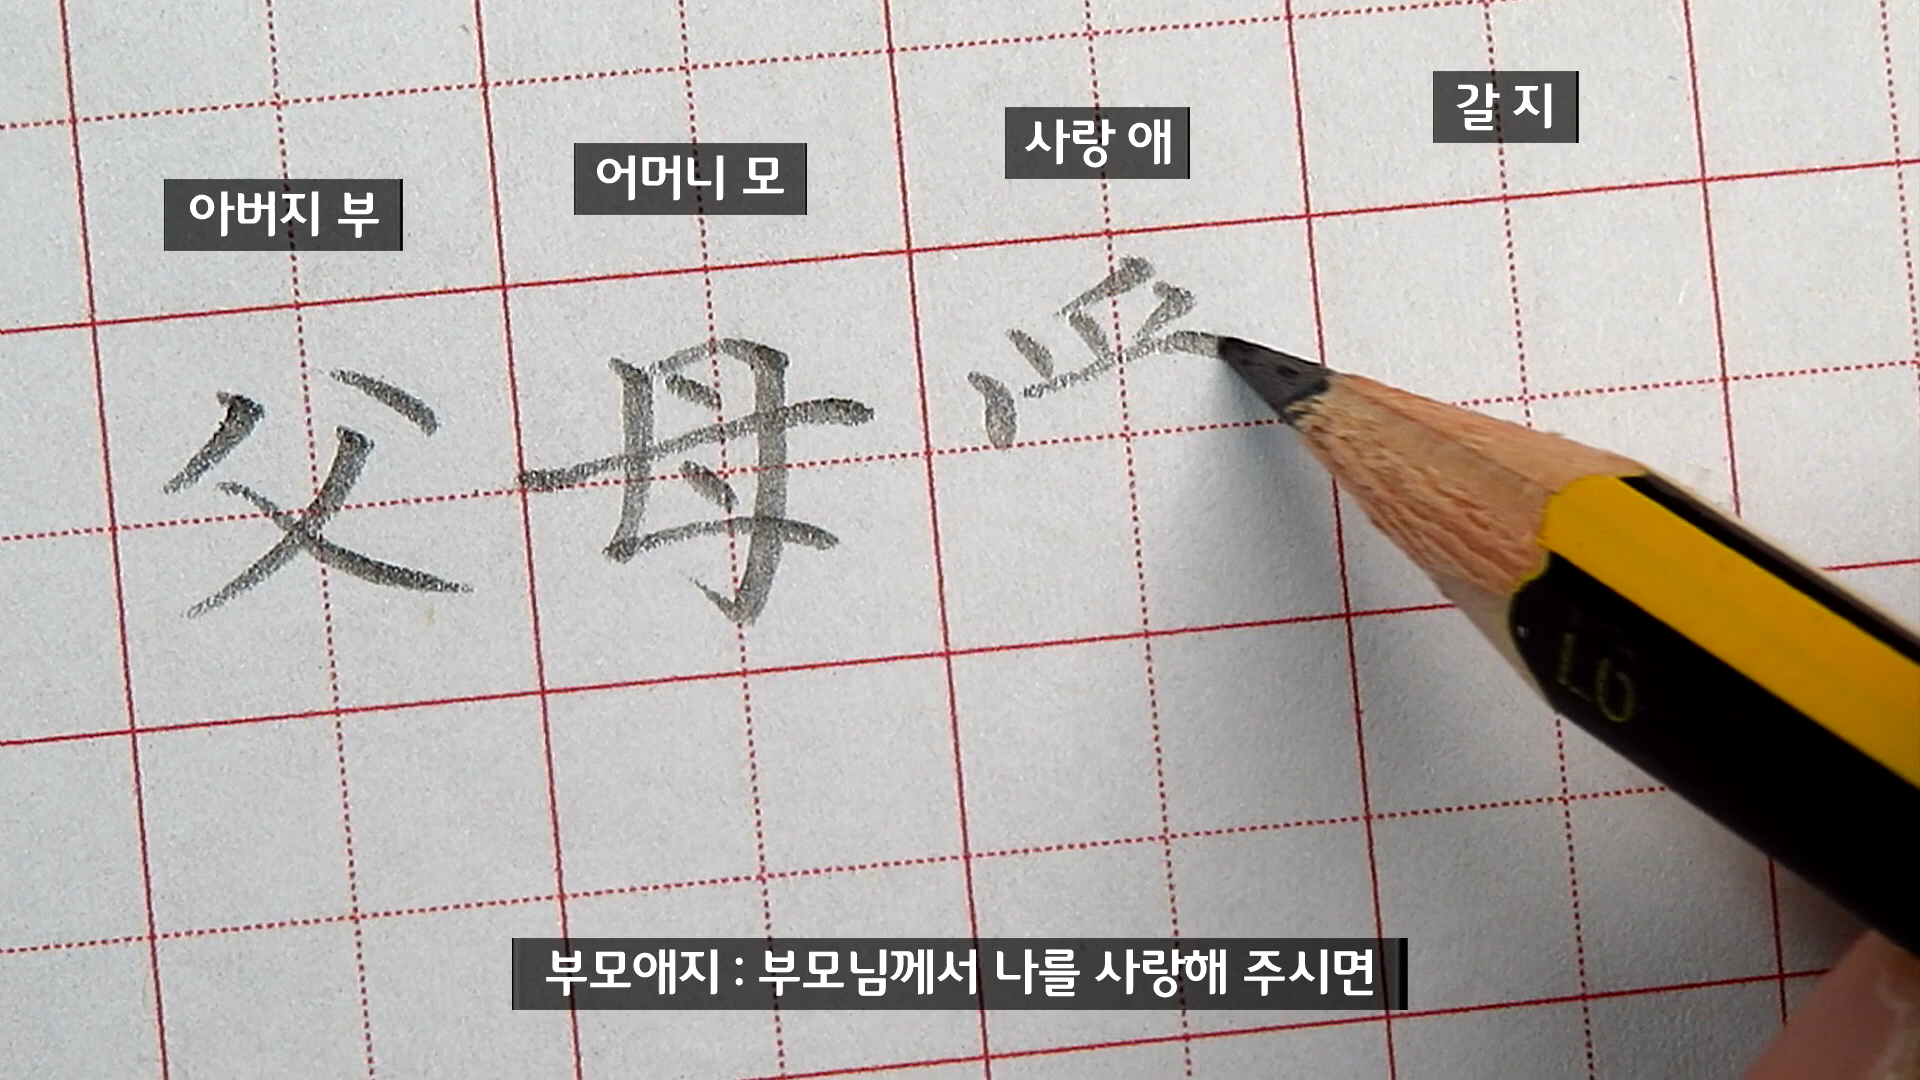 아버지 부
어머니 모
사랑 애
갈 지
父母
부모애지 : 부모님께서 나를 사랑해 주시면